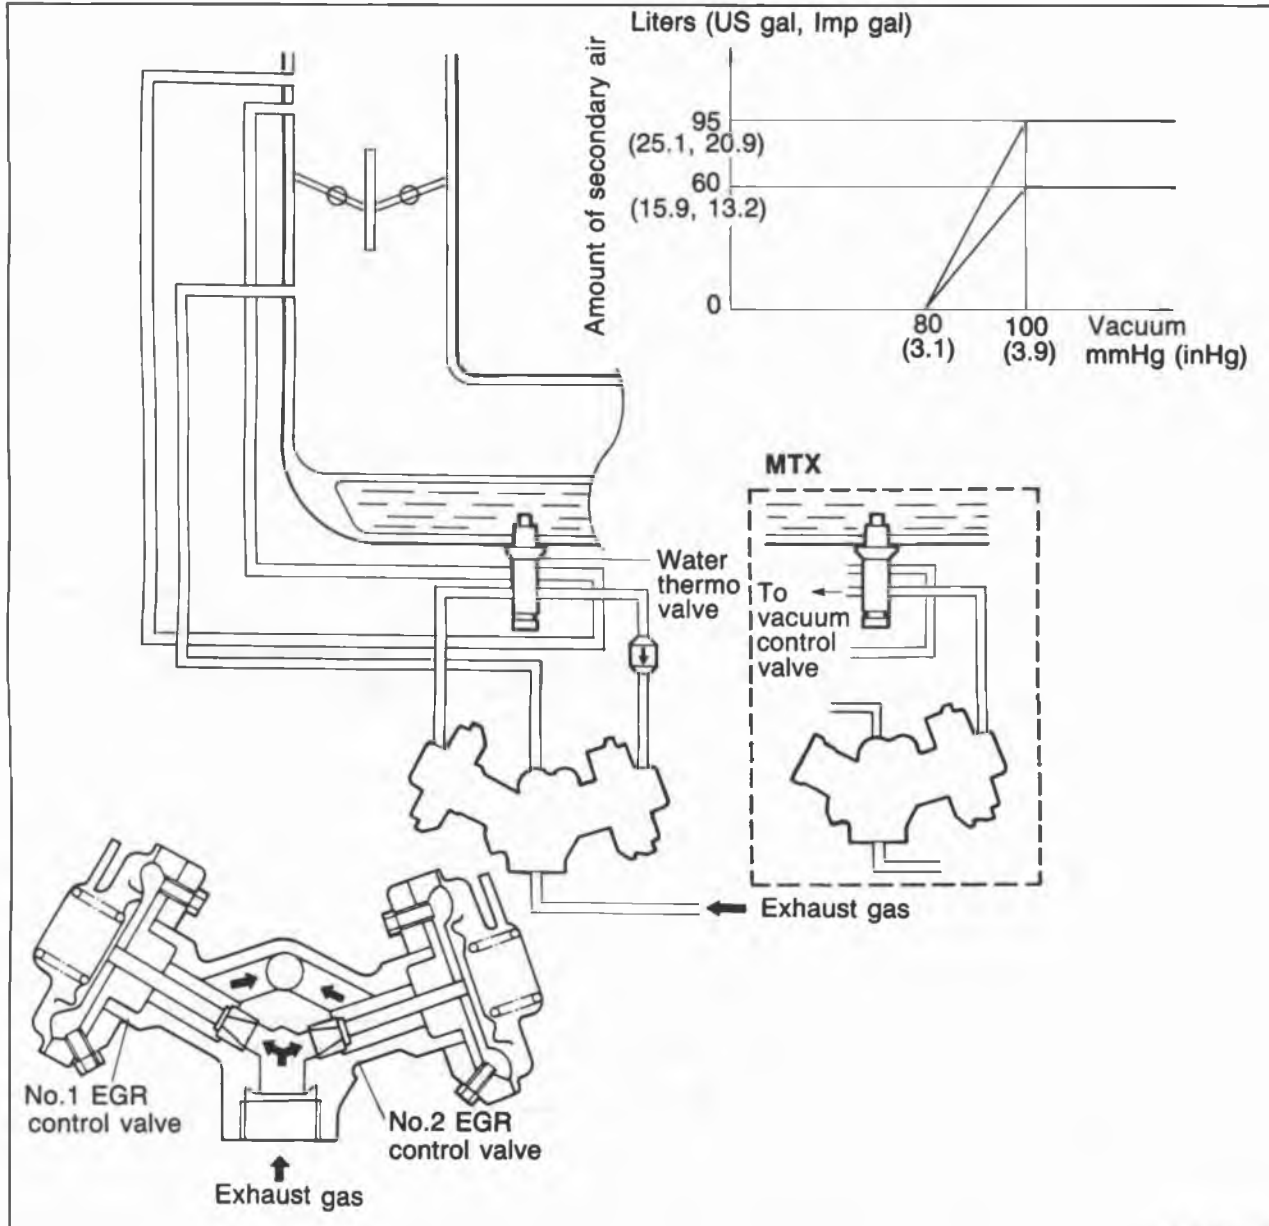 Liters (US gal, Imp gal)
Amount of secondary air
95
(25.1, 20.9)
60
(15.9, 13.2)
0
80
(3.1)
100
(3.9)
Vacuum
mmHg (inHg)
MTX
Water
thermo
valve
To
vacuum
control
valve
Exhaust gas
No.1 EGR
control valve
No.2 EGR
control valve
Exhaust gas